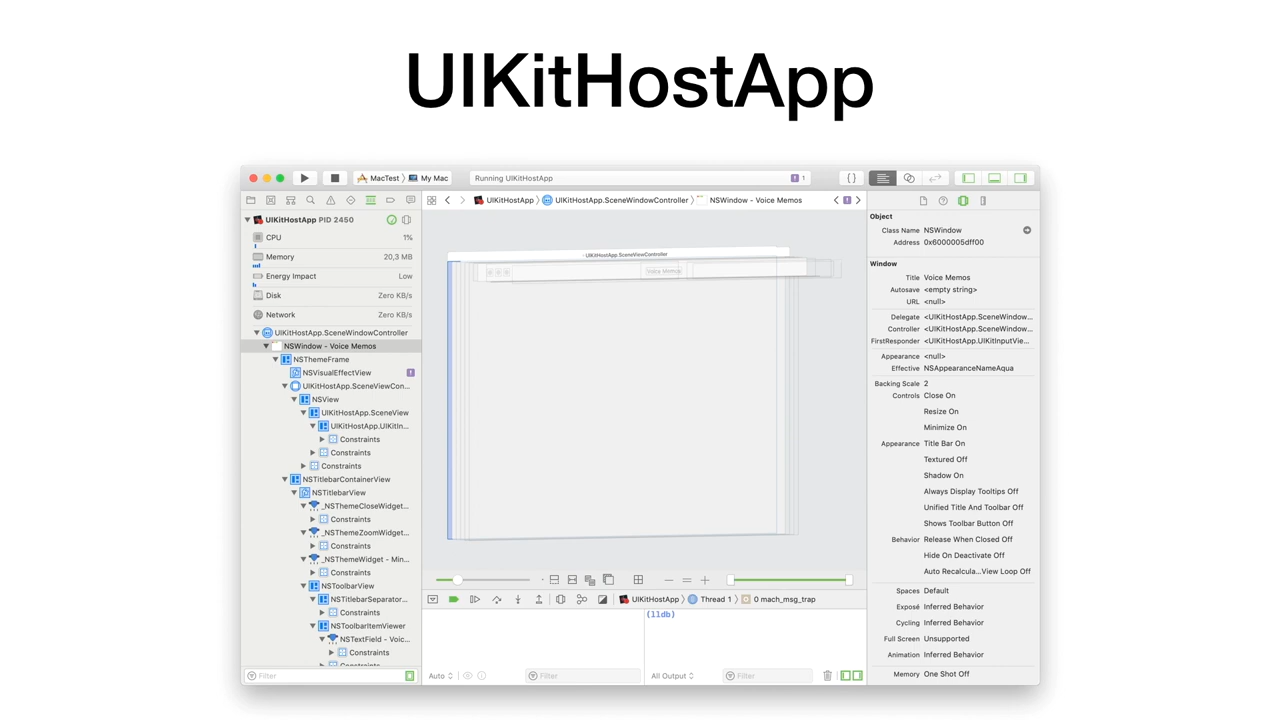 UIKitHostApp
MacTest 〉 My Mac
Running UIKitHostApp
1
UIKitHostApp PID 2450
CPU 1%
Memory 20,3 MB
Energy Impact Low
Disk Zero KB/s
Network Zero KB/s
UIKitHostApp.SceneWindowController
NSWindow - Voice Memos
NSThemeFrame
NSVisualEffectView
UIKitHostApp.SceneViewCon...
NSView
UIKitHostApp.SceneView
UIKitHostApp.UIKitIn...
Constraints
Constraints
Constraints
NSTitlebarContainerView
NSTitlebarView
_NSThemeCloseWidget...
Constraints
_NSThemeZoomWidget...
Constraints
_NSThemeWidget - Min...
Constraints
NSToolbarView
NSTitlebarSeparator...
Constraints
NSToolbarItemViewer
NSTextField - Voic...
Constraints
Constraints
Filter
UIKitHostApp 〉 UIKitHostApp.SceneWindowController 〉 NSWindow - Voice Memos
UIKitHostApp.SceneViewController
Voice Memos
UIKitHostApp 〉 Thread 1 〉 0 mach_msg_trap
(lldb)
Auto
Filter
All Output
Filter
Object
Class Name NSWindow
Address 0x6000005dff00
Window
Title Voice Memos
Autosave <empty string>
URL <null>
Delegate <UIKitHostApp.SceneWindow...
Controller <UIKitHostApp.SceneWindow...
FirstResponder <UIKitHostApp.UIKitInputVie...
Appearance <null>
Effective NSAppearanceNameAqua
Backing Scale 2
Controls Close On
Resize On
Minimize On
Appearance Title Bar On
Textured Off
Shadow On
Always Display Tooltips Off
Unified Title And Toolbar Off
Shows Toolbar Button Off
Behavior Release When Closed Off
Hide On Deactivate Off
Auto Recalcula...View Loop Off
Spaces Default
Exposé Inferred Behavior
Cycling Inferred Behavior
Full Screen Unsupported
Animation Inferred Behavior
Memory One Shot Off